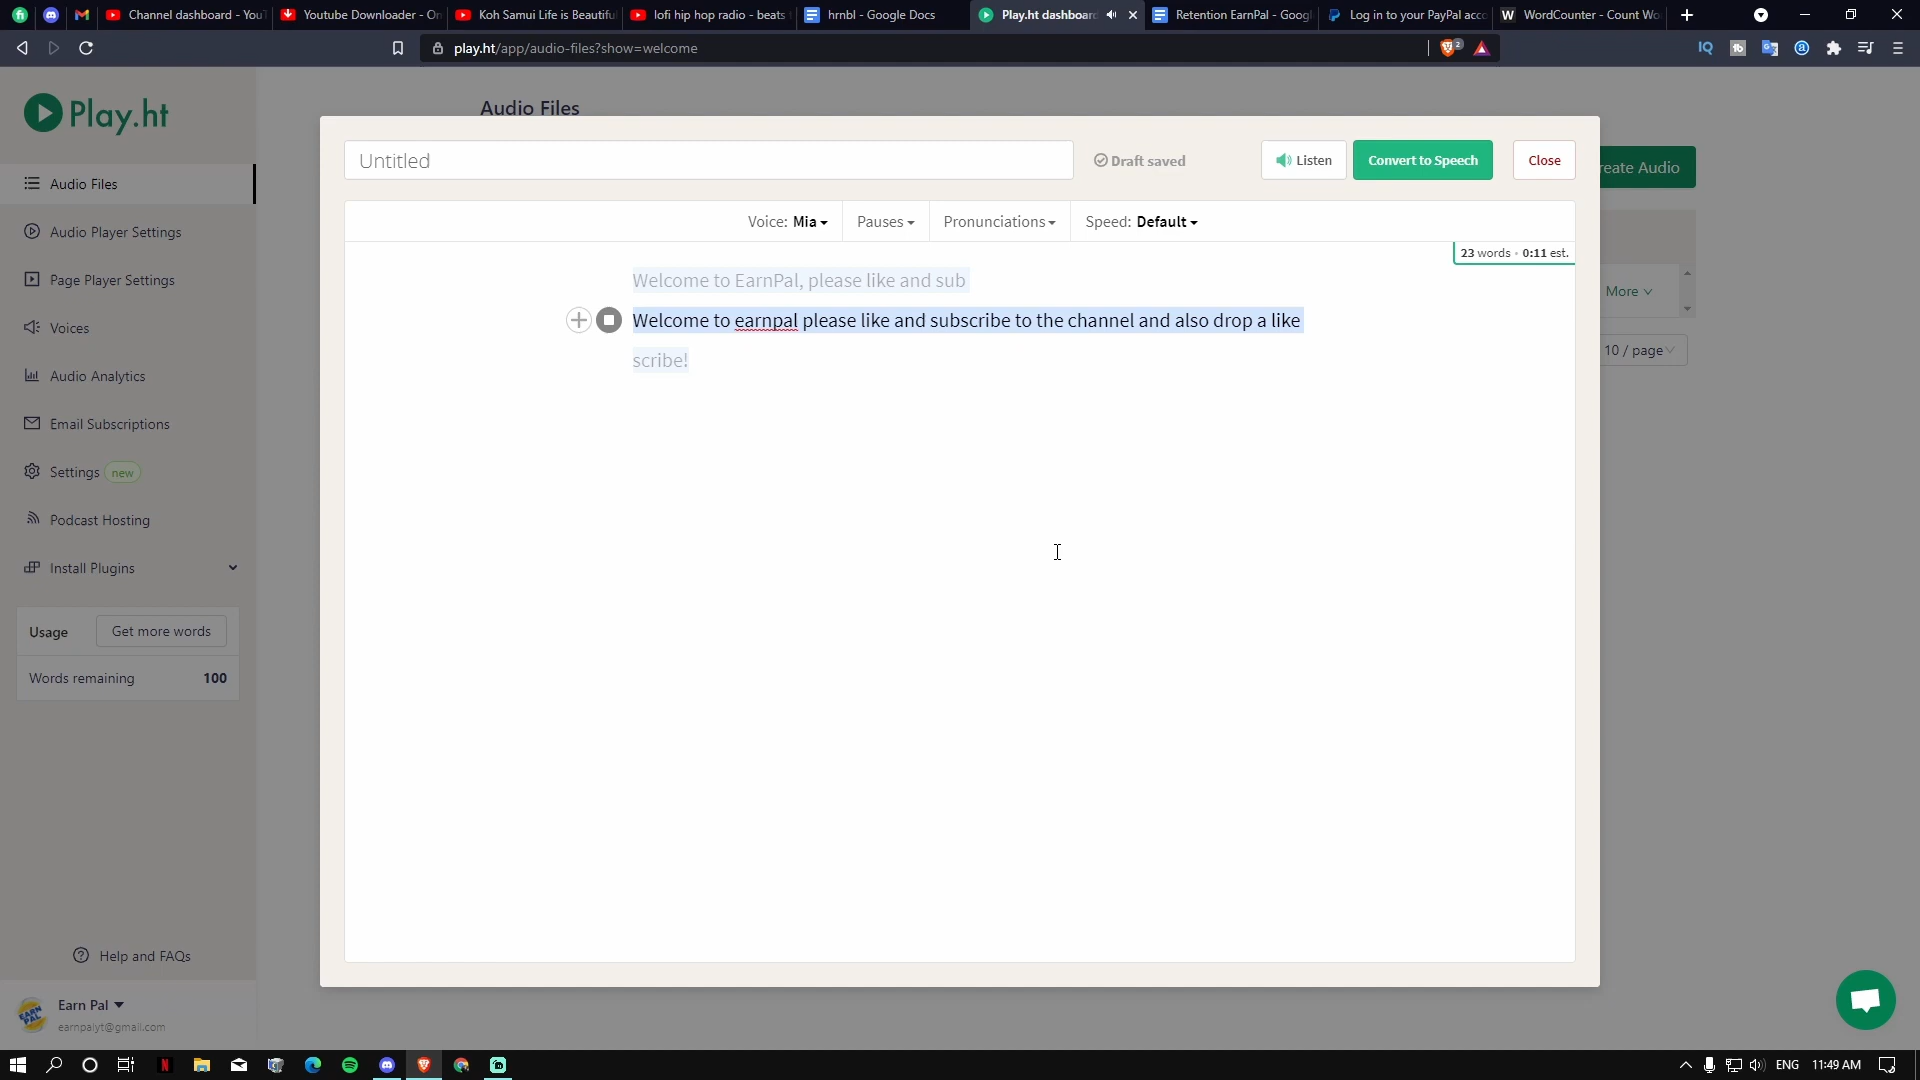 Channel dashboard - You
Youtube Downloader - On
Koh Samui Life is Beautiful
lofi hip hop radio - beats
hrnbl - Google Docs
Play.ht dashboard
Retention EarnPal - Googl
Log in to your PayPal acco
WordCounter - Count Wo
play.ht/app/audio-files?show=welcome
2
IQ
Play.ht
Audio Files
Audio Files
Audio Player Settings
Page Player Settings
Voices
Audio Analytics
Email Subscriptions
Settings new
Podcast Hosting
Install Plugins
Usage
Get more words
Words remaining 100
Help and FAQs
Earn Pal
earnpalyt@gmail.com
Untitled
Draft saved
Listen
Convert to Speech
Close
reate Audio
Voice: Mia
Pauses
Pronunciations
Speed: Default
23 words • 0:11 est.
Welcome to EarnPal, please like and sub
Welcome to earnpal please like and subscribe to the channel and also drop a like
scribe!
More
10 / page
ENG
11:49 AM